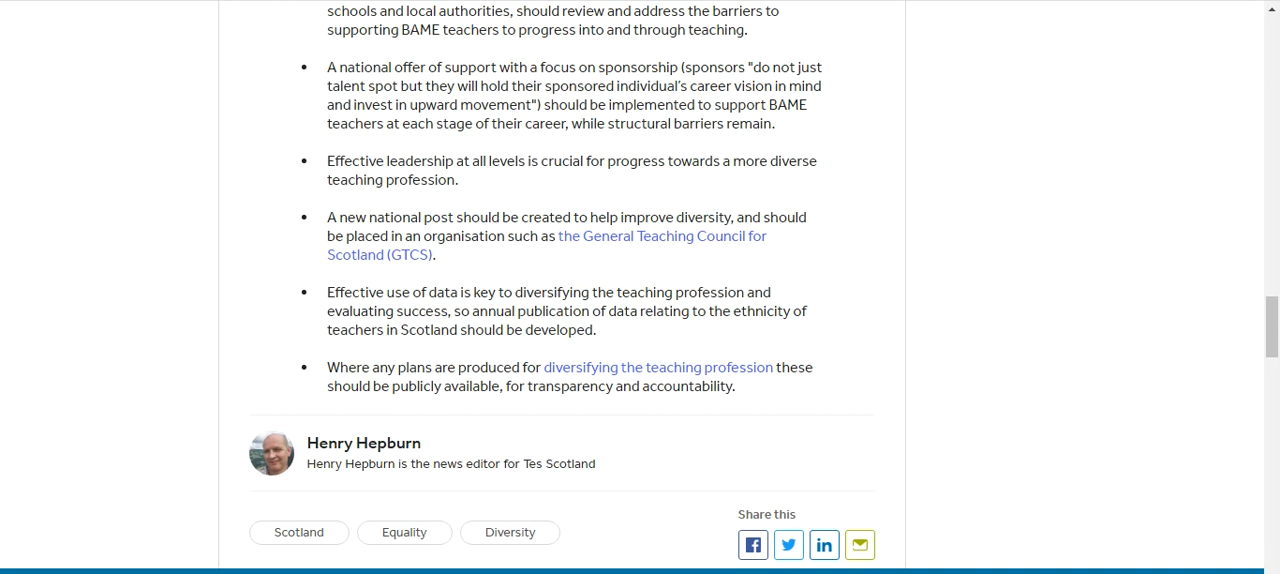 schools and local authorities, should review and address the barriers to
supporting BAME teachers to progress into and through teaching.
A national offer of support with a focus on sponsorship (sponsors "do not just
talent spot but they will hold their sponsored individual’s career vision in mind
and invest in upward movement") should be implemented to support BAME
teachers at each stage of their career, while structural barriers remain.
Effective leadership at all levels is crucial for progress towards a more diverse
teaching profession.
A new national post should be created to help improve diversity, and should
be placed in an organisation such as the General Teaching Council for
Scotland (GTCS).
Effective use of data is key to diversifying the teaching profession and
evaluating success, so annual publication of data relating to the ethnicity of
teachers in Scotland should be developed.
Where any plans are produced for diversifying the teaching profession these
should be publicly available, for transparency and accountability.
Henry Hepburn
Henry Hepburn is the news editor for Tes Scotland
Share this
Scotland Equality Diversity